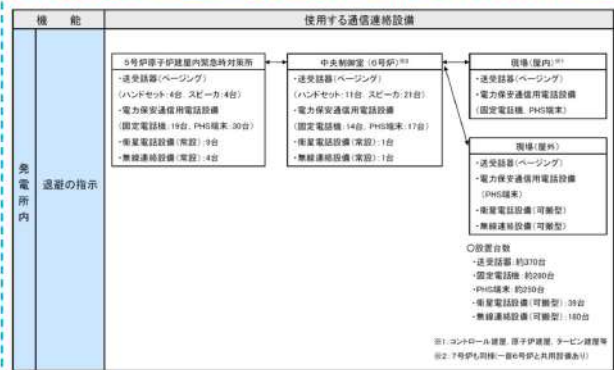 機　能
使用する通信連絡設備
発電所内
退避の指示
5号炉原子炉建屋内緊急時対策所
・送受話器(ページング)
(ハンドセット:4台 スピーカ:4台)
・電力保安通信用電話設備
(固定電話機:19台, PHS端末:30台)
・衛星電話設備(常設):9台
・無線連絡設備(常設):4台
中央制御室(6号炉)※2
・送受話器(ページング)
(ハンドセット:11台 スピーカ:21台)
・電力保安通信用電話設備
(固定電話機:14台, PHS端末:17台)
・衛星電話設備(常設):1台
・無線連絡設備(常設):1台
現場(屋内)※1
・送受話器(ページング)
・電力保安通信用電話設備
(固定電話機, PHS端末)
現場(屋外)
・送受話器(ページング)
・電力保安通信用電話設備
(PHS端末)
・衛星電話設備(可搬型)
・無線連絡設備(可搬型)
○設置台数
・送受話器:約370台
・固定電話機:約280台
・PHS端末:約250台
・衛星電話設備(可搬型):39台
・無線連絡設備(可搬型):180台
※1:コントロール建屋, 原子炉建屋, タービン建屋等
※2:7号炉も同様(一部6号炉と共用設備あり)